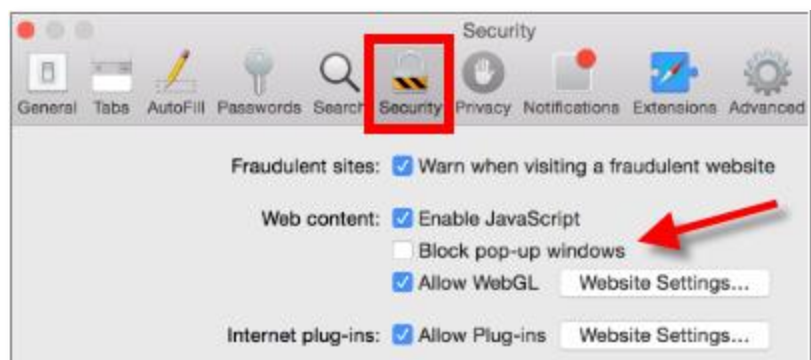 Security
General Tabs AutoFill Passwords Search Security Privacy Notifications Extensions Advanced
Fraudulent sites: Warn when visiting a fraudulent website
Web content: Enable JavaScript
Block pop-up windows
Allow WebGL Website Settings...
Internet plug-ins: Allow Plug-ins Website Settings...